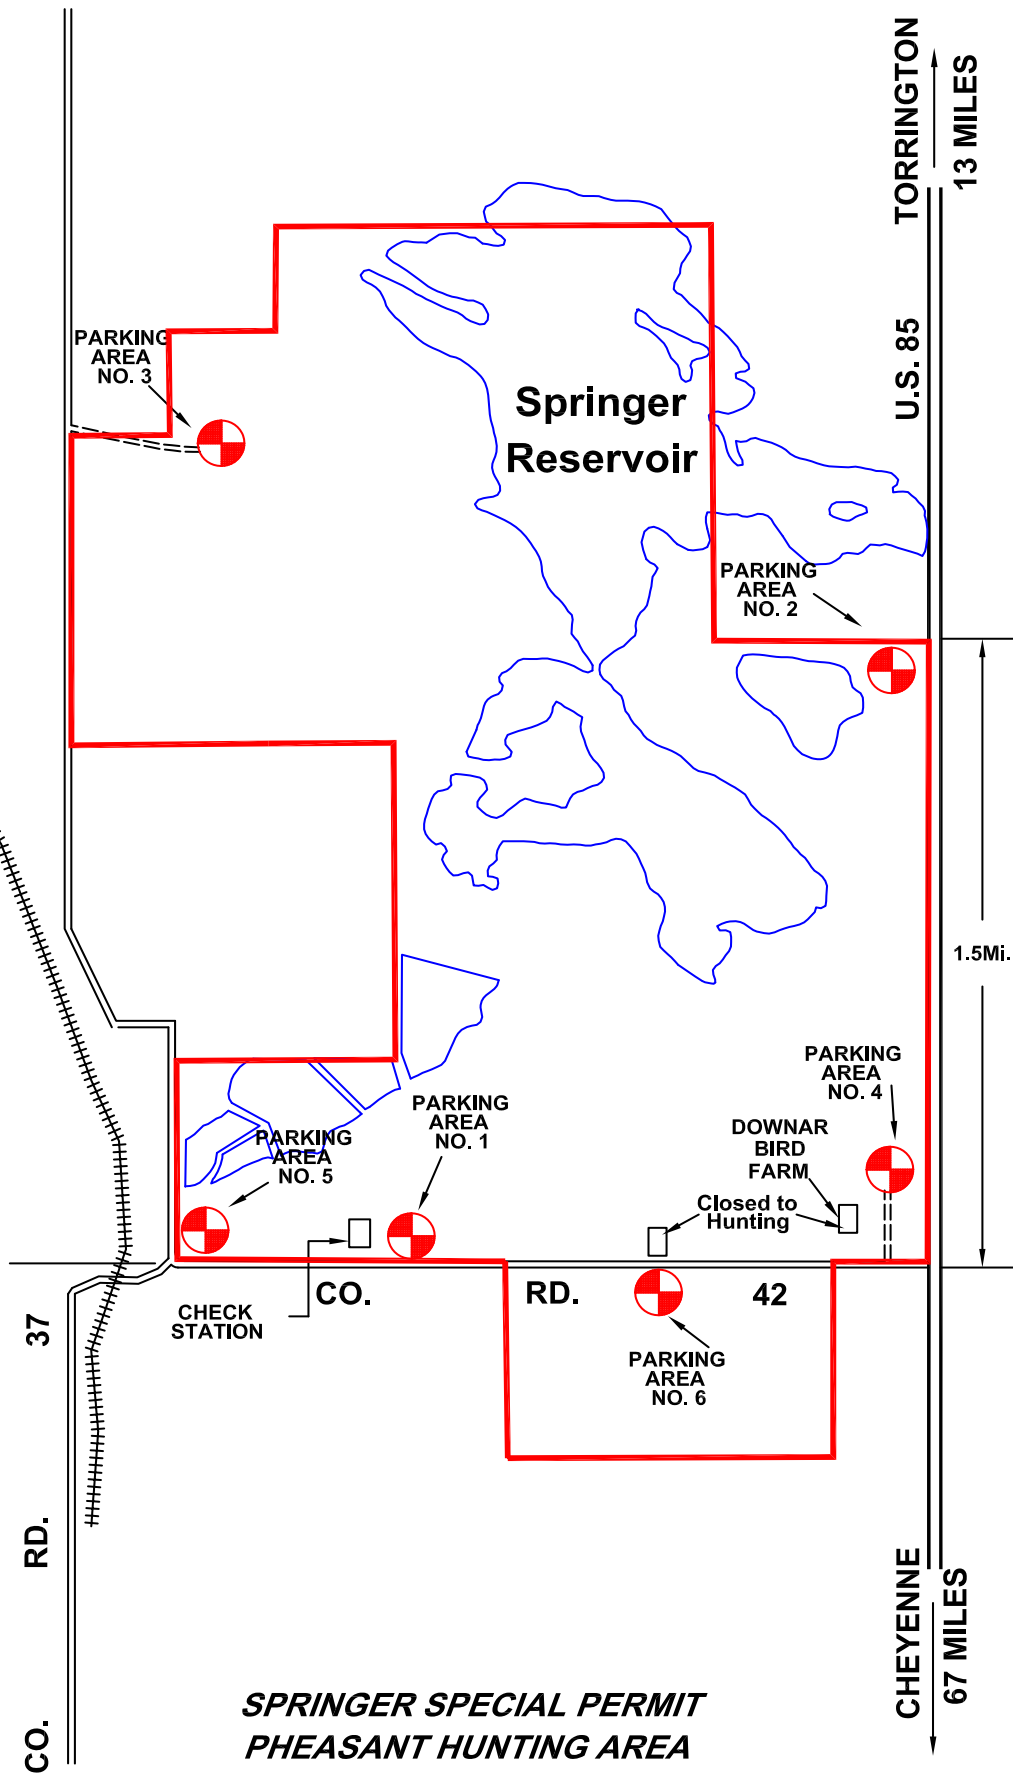 TORRINGTON
13 MILES
U.S. 85
PARKING
AREA
NO. 3
Springer
Reservoir
PARKING
AREA
NO. 2
1.5Mi.
PARKING
AREA
NO. 4
PARKING
AREA
NO. 1
DOWNAR
BIRD
FARM
PARKING
AREA
NO. 5
Closed to
Hunting
CO. RD. 42
CHECK
STATION
PARKING
AREA
NO. 6
CO. RD. 37
CHEYENNE
67 MILES
SPRINGER SPECIAL PERMIT
PHEASANT HUNTING AREA